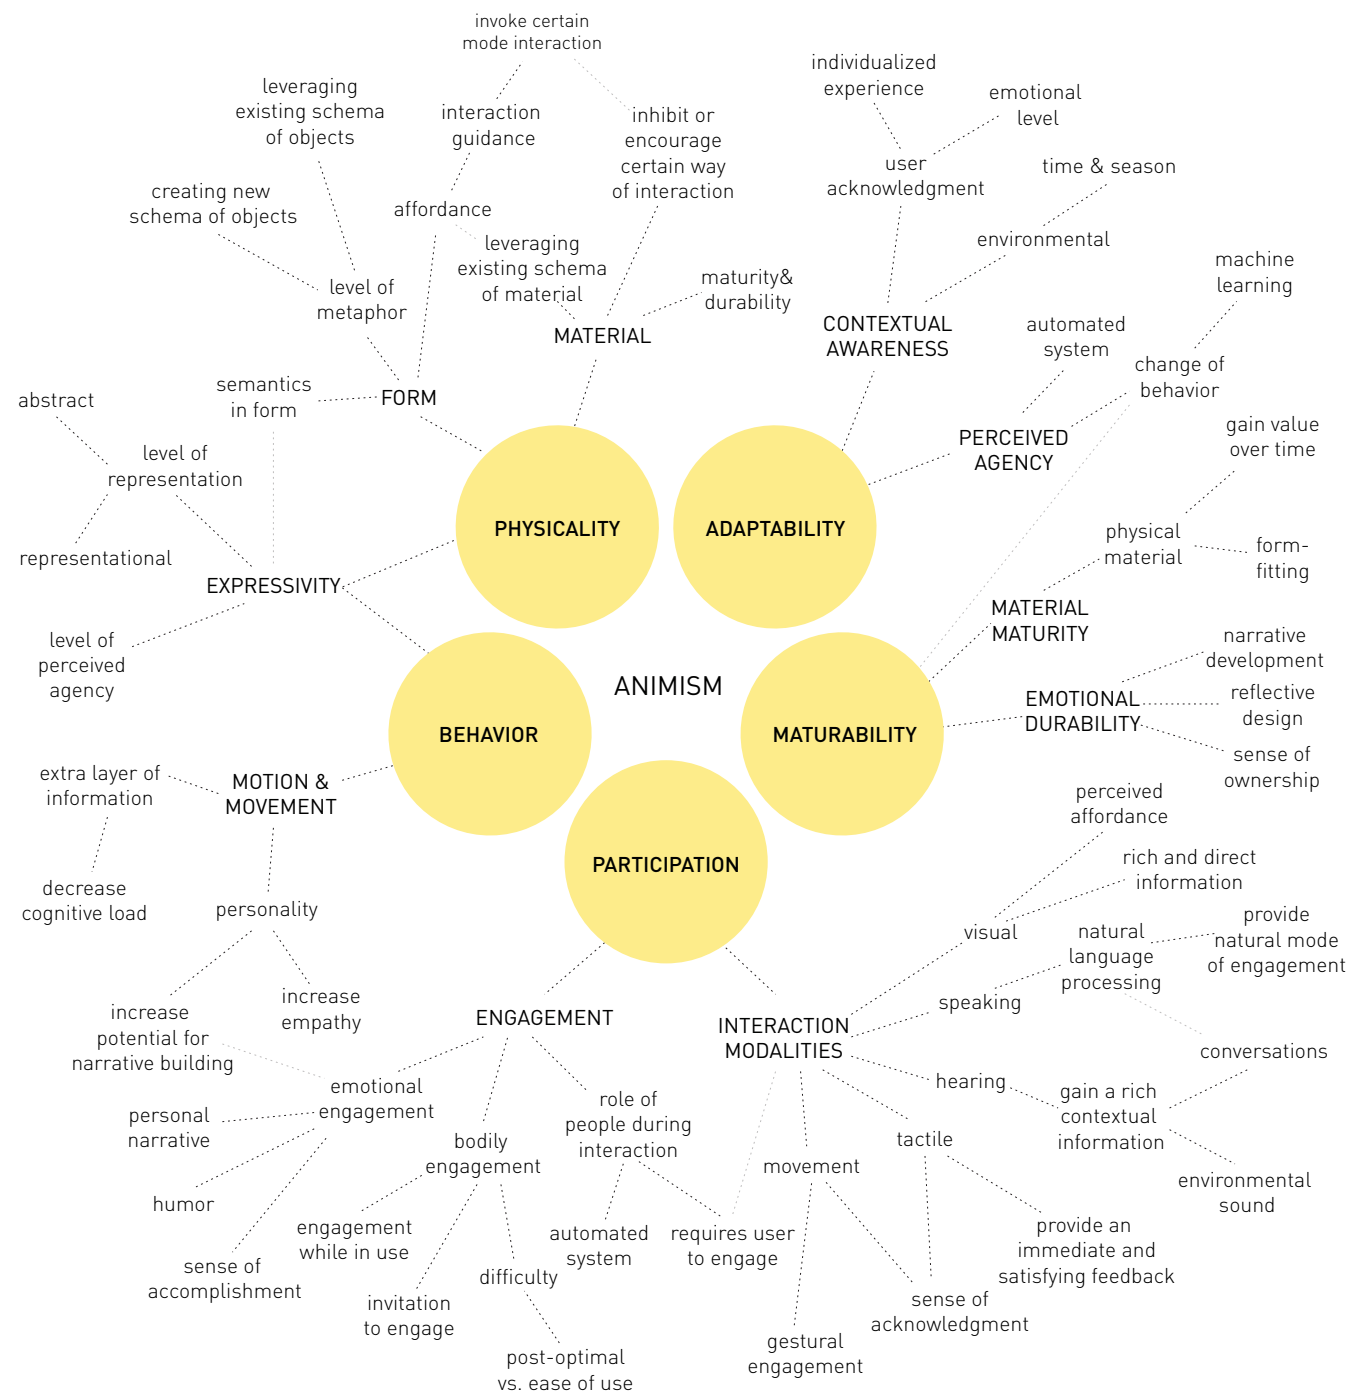 invoke certain
mode interaction
leveraging
existing schema
of objects
interaction
guidance
inhibit or
encourage
certain way
of interaction
creating new
schema of objects
affordance
leveraging
existing schema
of material
level of
metaphor
maturity&
durability
MATERIAL
semantics
in form
FORM
abstract
level of
representation
representational
EXPRESSIVITY
level of
perceived
agency
individualized
experience
emotional
level
user
acknowledgment
time & season
environmental
machine
learning
CONTEXTUAL
AWARENESS
automated
system
change of
behavior
PERCEIVED
AGENCY
gain value
over time
physical
material
form-
fitting
MATERIAL
MATURITY
narrative
development
EMOTIONAL
DURABILITY
reflective
design
sense of
ownership
PHYSICALITY
ADAPTABILITY
ANIMISM
BEHAVIOR
MATURABILITY
PARTICIPATION
extra layer of
information
MOTION &
MOVEMENT
decrease
cognitive load
personality
increase
potential for
narrative building
increase
empathy
ENGAGEMENT
emotional
engagement
personal
narrative
humor
sense of
accomplishment
bodily
engagement
engagement
while in use
invitation
to engage
difficulty
post-optimal
vs. ease of use
role of
people during
interaction
automated
system
requires user
to engage
INTERACTION
MODALITIES
perceived
affordance
rich and direct
information
visual
natural
language
processing
provide
natural mode
of engagement
speaking
conversations
hearing
gain a rich
contextual
information
environmental
sound
tactile
movement
provide an
immediate and
satisfying feedback
sense of
acknowledgment
gestural
engagement